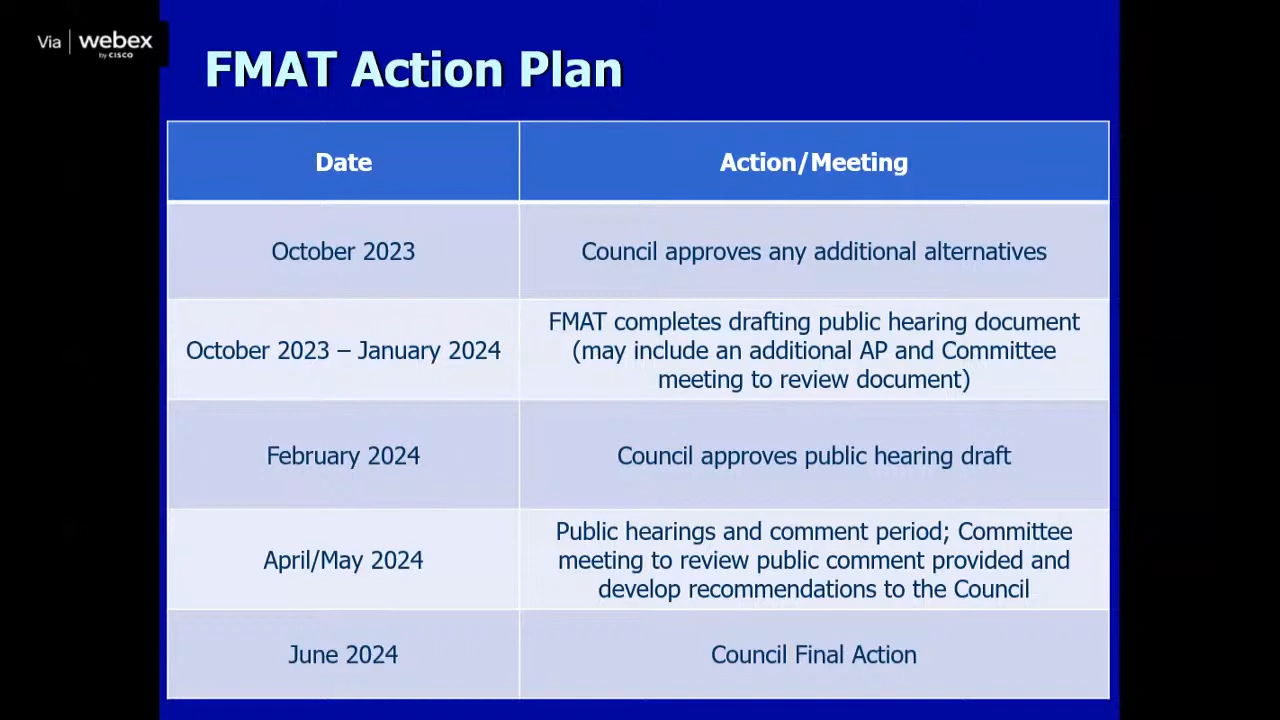 Via webex
by CISCO
FMAT Action Plan
Date
Action/Meeting
October 2023
Council approves any additional alternatives
October 2023 – January 2024
FMAT completes drafting public hearing document
(may include an additional AP and Committee
meeting to review document)
February 2024
Council approves public hearing draft
April/May 2024
Public hearings and comment period; Committee
meeting to review public comment provided and
develop recommendations to the Council
June 2024
Council Final Action